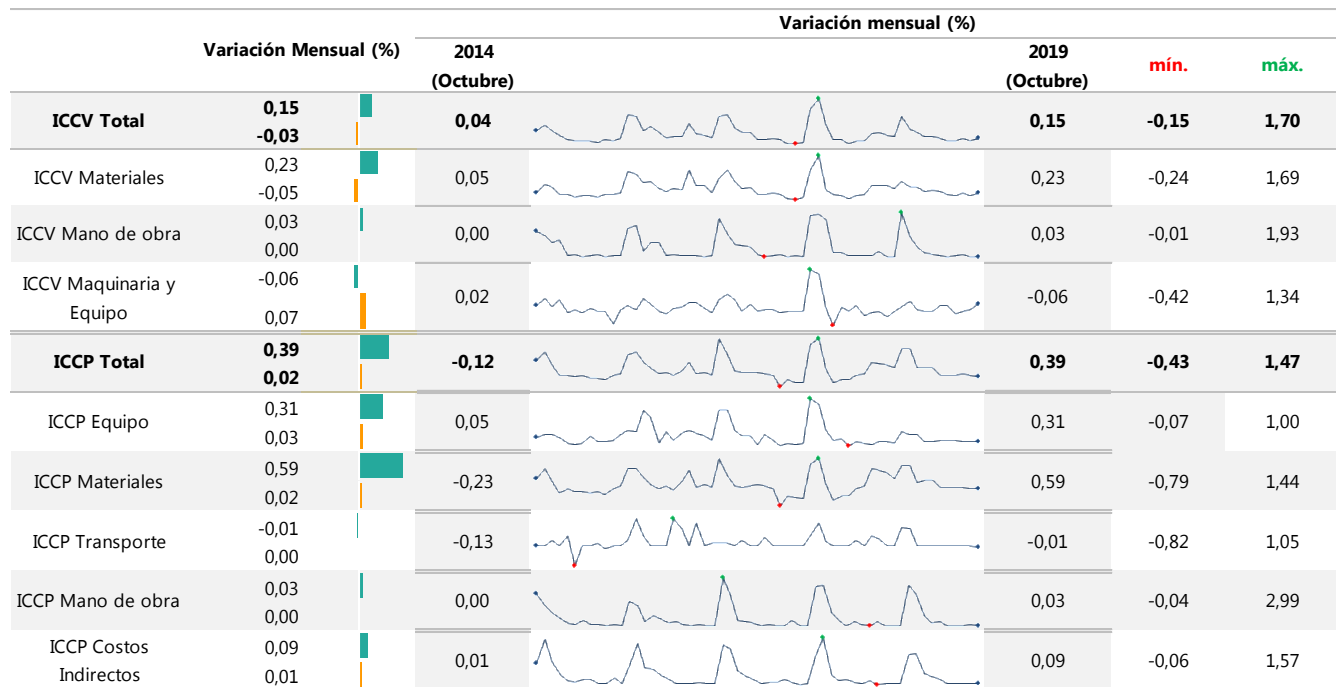 Variación mensual (%)
Variación Mensual (%) 2014 2019 mín. máx.
(Octubre) (Octubre)
ICCV Total 0,15 0,04 0,15 -0,15 1,70
-0,03
ICCV Materiales 0,23 0,05 0,23 -0,24 1,69
-0,05
ICCV Mano de obra 0,03 0,00 0,03 -0,01 1,93
0,00
ICCV Maquinaria y -0,06 0,02 -0,06 -0,42 1,34
Equipo 0,07
ICCP Total 0,39 -0,12 0,39 -0,43 1,47
0,02
ICCP Equipo 0,31 0,05 0,31 -0,07 1,00
0,03
ICCP Materiales 0,59 -0,23 0,59 -0,79 1,44
0,02
ICCP Transporte -0,01 -0,13 -0,01 -0,82 1,05
0,00
ICCP Mano de obra 0,03 0,00 0,03 -0,04 2,99
0,00
ICCP Costos 0,09 0,01 0,09 -0,06 1,57
Indirectos 0,01